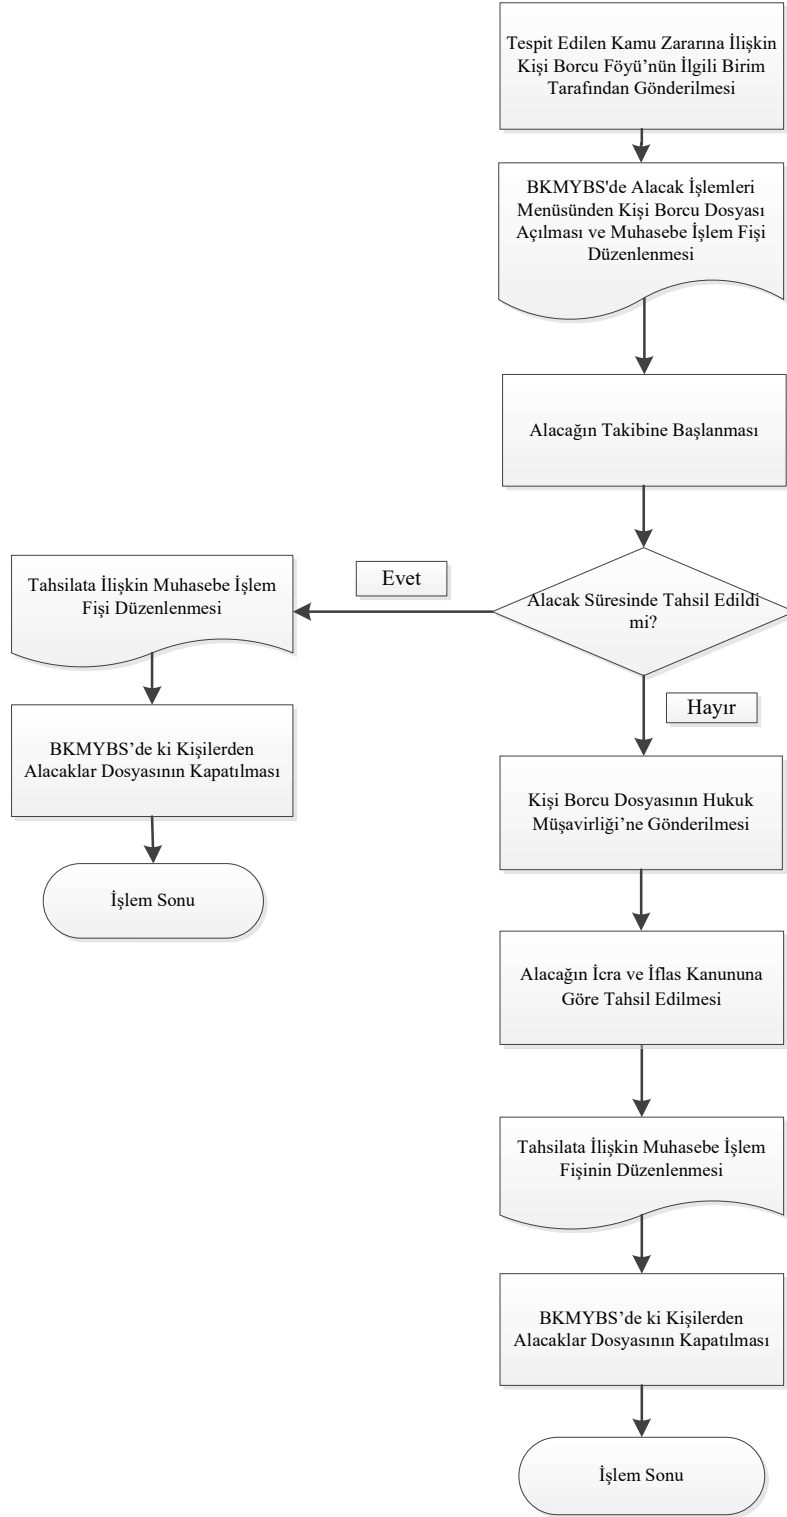 Tespit Edilen Kamu Zararına İlişkin
Kişi Borcu Föyü’nün İlgili Birim
Tarafından Gönderilmesi
BKMYBS'de Alacak İşlemleri
Menüsünden Kişi Borcu Dosyası
Açılması ve Muhasebe İşlem Fişi
Düzenlenmesi
Alacağın Takibine Başlanması
Alacak Süresinde Tahsil Edildi
mi?
Evet
Tahsilata İlişkin Muhasebe İşlem
Fişi Düzenlenmesi
BKMYBS’de ki Kişilerden
Alacaklar Dosyasının Kapatılması
İşlem Sonu
Hayır
Kişi Borcu Dosyasının Hukuk
Müşavirliği’ne Gönderilmesi
Alacağın İcra ve İflas Kanununa
Göre Tahsil Edilmesi
Tahsilata İlişkin Muhasebe İşlem
Fişinin Düzenlenmesi
BKMYBS’de ki Kişilerden
Alacaklar Dosyasının Kapatılması
İşlem Sonu